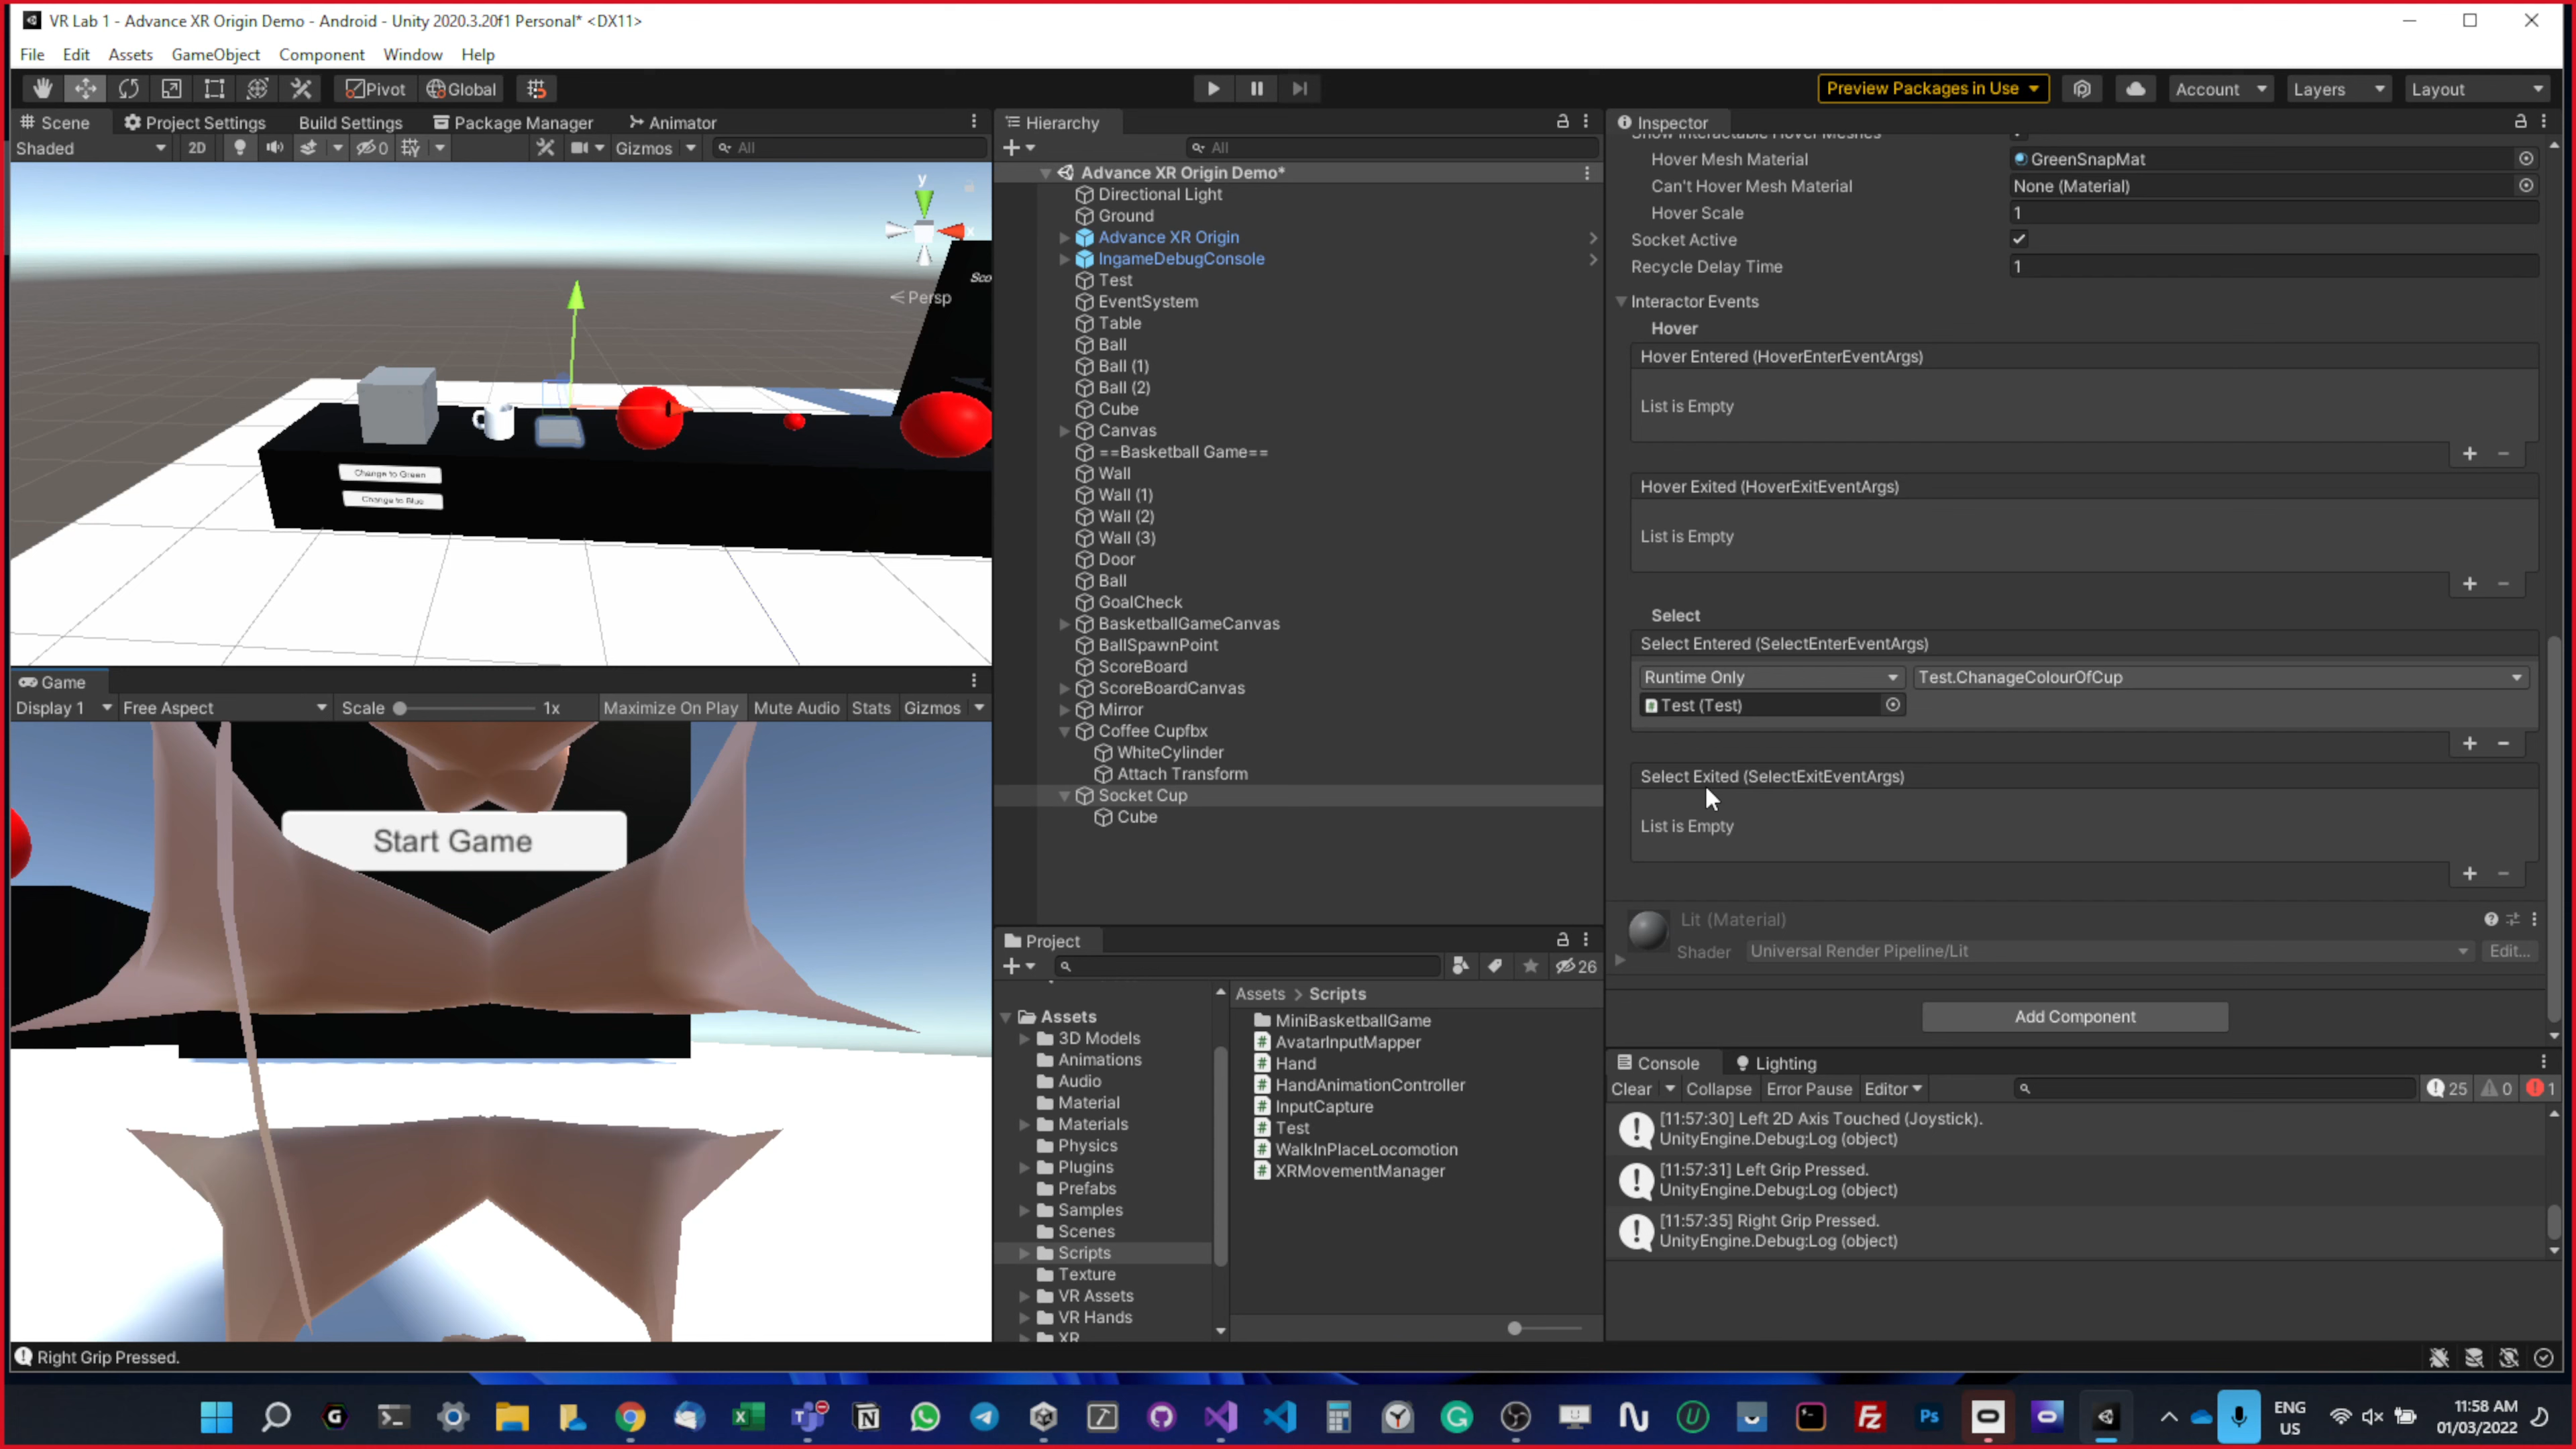 VR Lab 1 - Advance XR Origin Demo - Android - Unity 2020.3.20f1 Personal* <DX11>
File Edit Assets GameObject Component Window Help
Pivot Global Preview Packages in Use Account Layers Layout
Scene Project Settings Build Settings Package Manager Animator
Shaded 2D 0 Gizmos All
y
x
Persp
Sco
Change to Green
Change to Blue
Game
Display 1 Free Aspect Scale 1x Maximize On Play Mute Audio Stats Gizmos
Start Game
Hierarchy
All
Advance XR Origin Demo*
Directional Light
Ground
Advance XR Origin
IngameDebugConsole
Test
EventSystem
Table
Ball
Ball (1)
Ball (2)
Cube
Canvas
==Basketball Game==
Wall
Wall (1)
Wall (2)
Wall (3)
Door
Ball
GoalCheck
BasketballGameCanvas
BallSpawnPoint
ScoreBoard
ScoreBoardCanvas
Mirror
Coffee Cupfbx
WhiteCylinder
Attach Transform
Socket Cup
Cube
Project
26
Assets
3D Models
Animations
Audio
Material
Materials
Physics
Plugins
Prefabs
Samples
Scenes
Scripts
Texture
VR Assets
VR Hands
XR
Assets > Scripts
MiniBasketballGame
AvatarInputMapper
Hand
HandAnimationController
InputCapture
Test
WalkInPlaceLocomotion
XRMovementManager
Inspector
Show Interactable Hover Meshes
Hover Mesh Material GreenSnapMat
Can't Hover Mesh Material None (Material)
Hover Scale 1
Socket Active
Recycle Delay Time 1
Interactor Events
Hover
Hover Entered (HoverEnterEventArgs)
List is Empty
Hover Exited (HoverExitEventArgs)
List is Empty
Select
Select Entered (SelectEnterEventArgs)
Runtime Only Test.ChanageColourOfCup
Test (Test)
Select Exited (SelectExitEventArgs)
List is Empty
Lit (Material)
Shader Universal Render Pipeline/Lit Edit...
Add Component
Console Lighting
Clear Collapse Error Pause Editor 25 0 1
[11:57:30] Left 2D Axis Touched (Joystick).
UnityEngine.Debug:Log (object)
[11:57:31] Left Grip Pressed.
UnityEngine.Debug:Log (object)
[11:57:35] Right Grip Pressed.
UnityEngine.Debug:Log (object)
Right Grip Pressed.
ENG
US
11:58 AM
01/03/2022